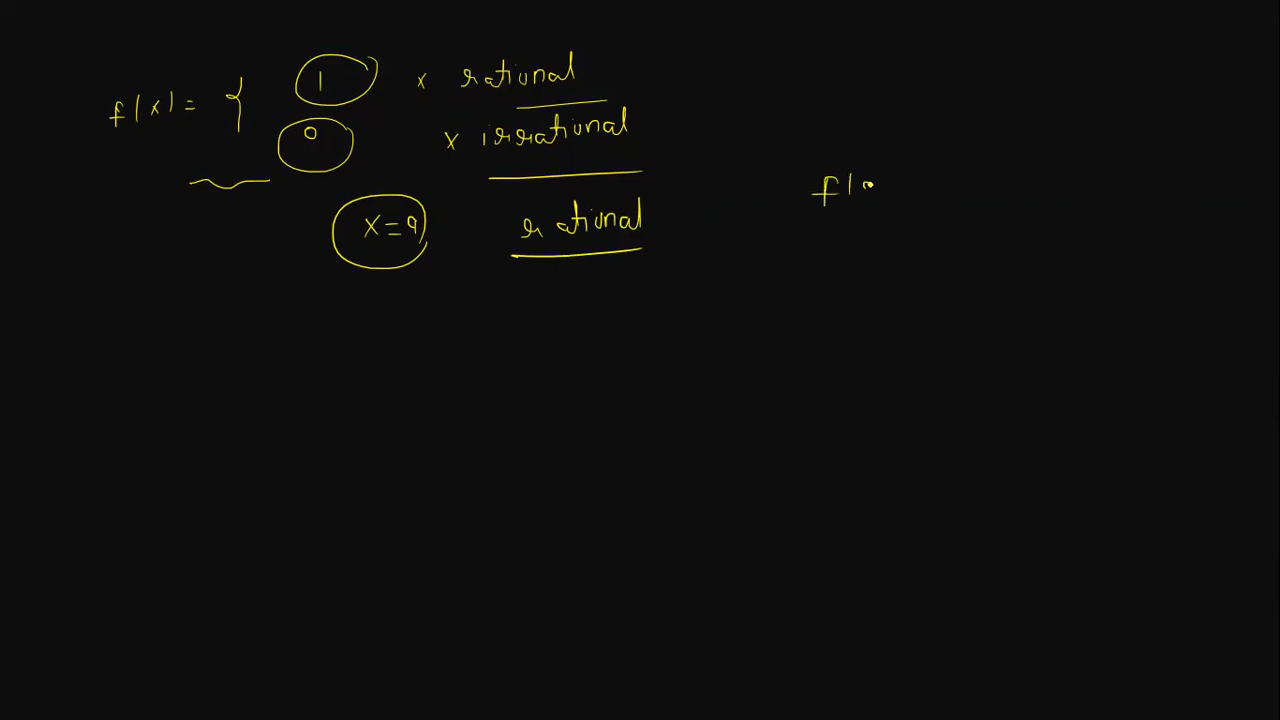 f(x) = { 1 x rational
0 x irrational
x=a rational
f(